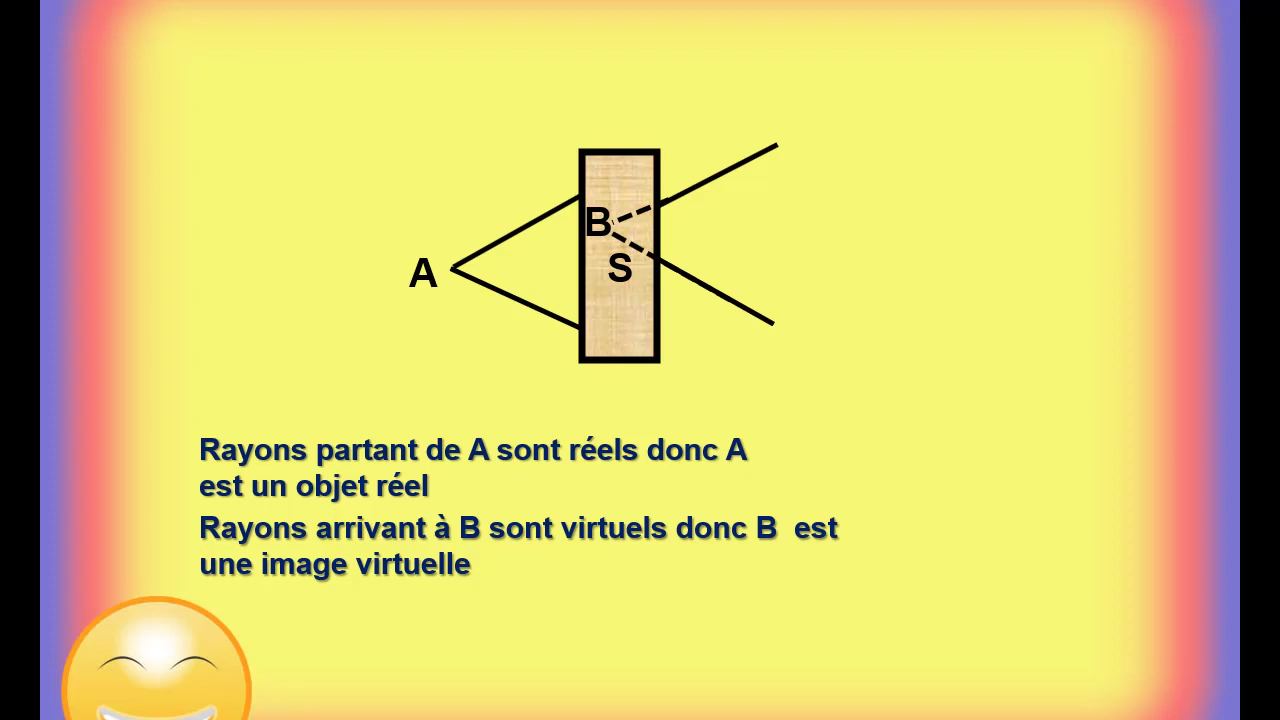 B
A
S
Rayons partant de A sont réels donc A
est un objet réel
Rayons arrivant à B sont virtuels donc B est
une image virtuelle